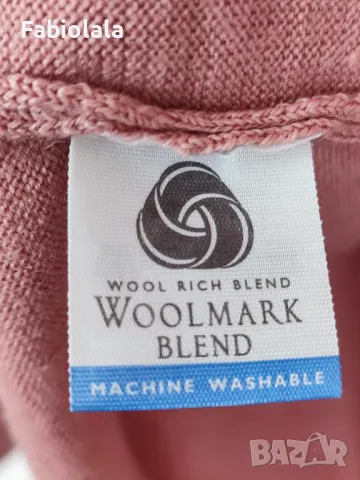 Fabiolala
WOOL RICH BLEND
WOOLMARK
BLEND
MACHINE WASHABLE
BAZAR